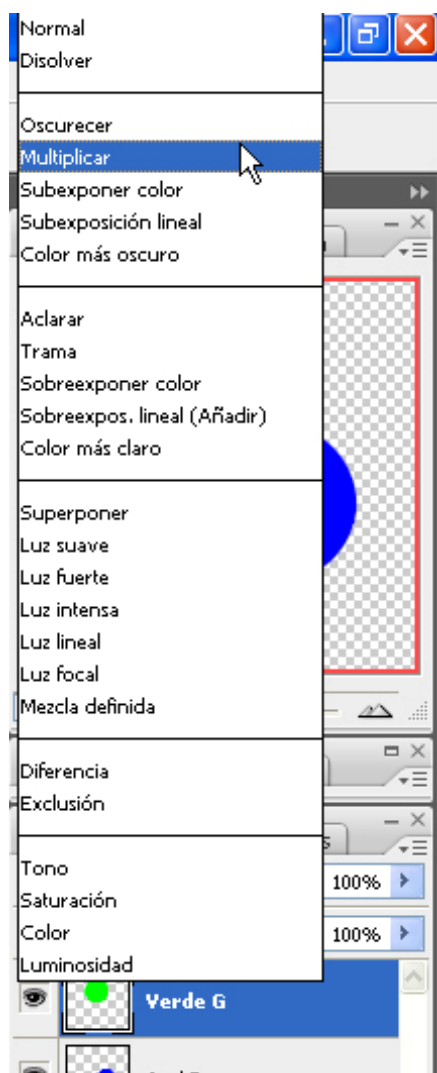 Normal
Disolver
Oscurecer
Multiplicar
Subexponer color
Subexposición lineal
Color más oscuro
Aclarar
Trama
Sobreexponer color
Sobreexpos. lineal (Añadir)
Color más claro
Superponer
Luz suave
Luz fuerte
Luz intensa
Luz lineal
Luz focal
Mezcla definida
Diferencia
Exclusión
Tono
Saturación
Color
Luminosidad
100%
100%
Verde G